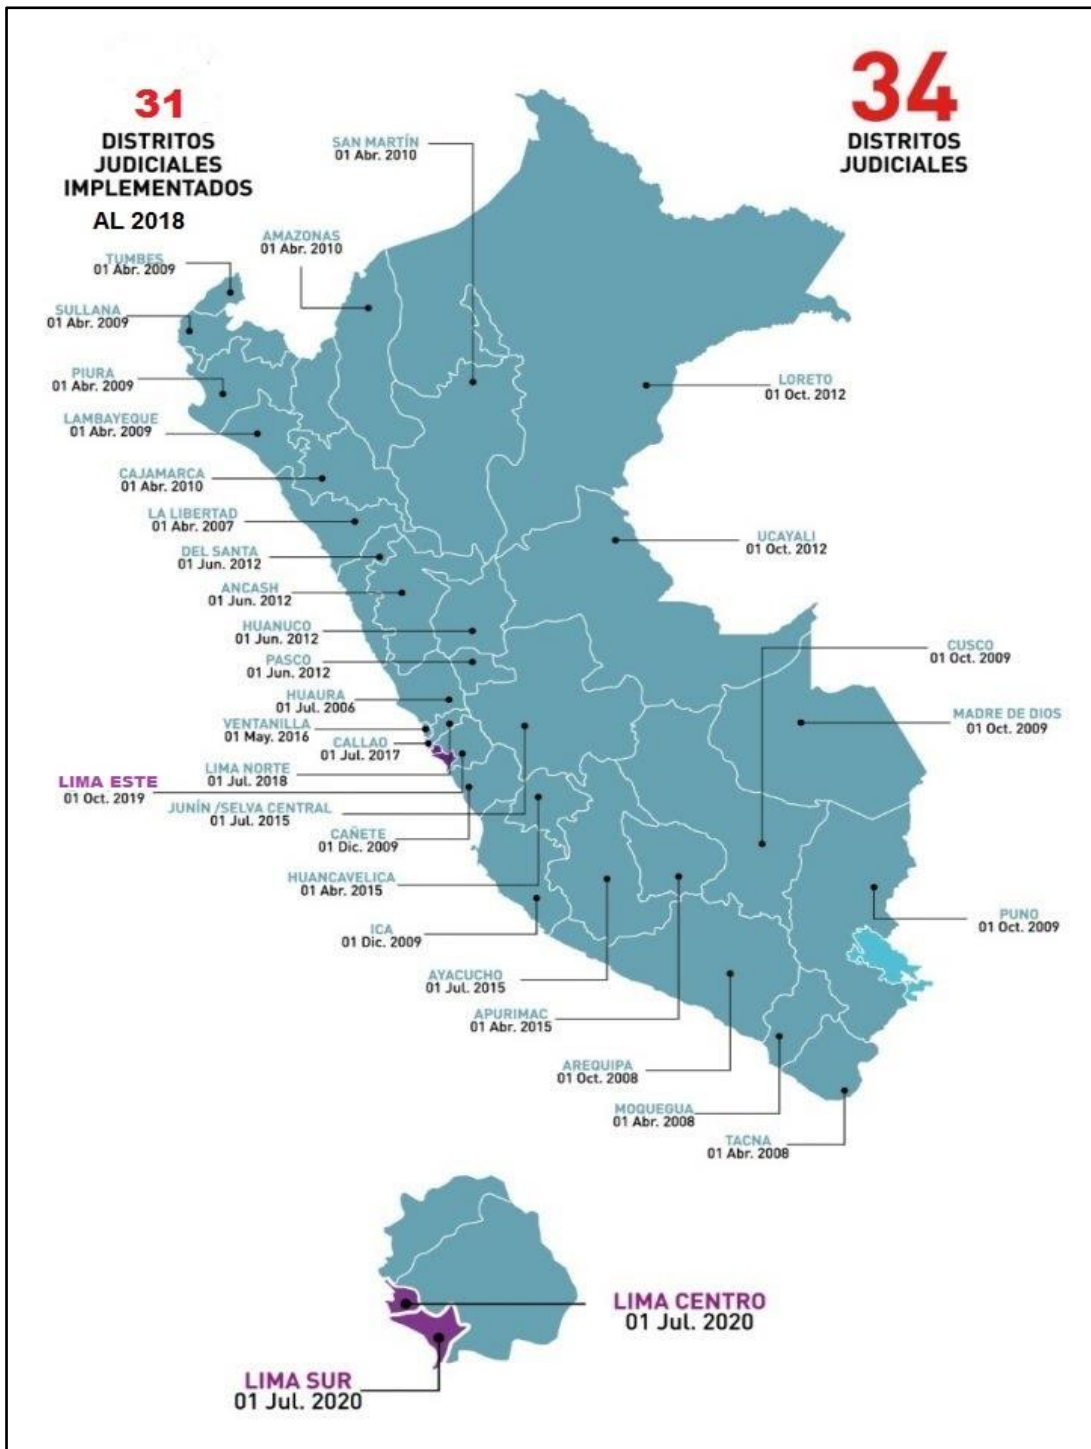 31
DISTRITOS
JUDICIALES
IMPLEMENTADOS
AL 2018
34
DISTRITOS
JUDICIALES
SAN MARTÍN
01 Abr. 2010
AMAZONAS
01 Abr. 2010
TUMBES
01 Abr. 2009
SULLANA
01 Abr. 2009
PIURA
01 Abr. 2009
LAMBAYEQUE
01 Abr. 2009
CAJAMARCA
01 Abr. 2010
LA LIBERTAD
01 Abr. 2007
DEL SANTA
01 Jun. 2012
ANCASH
01 Jun. 2012
HUANUCO
01 Jun. 2012
PASCO
01 Jun. 2012
HUAURA
01 Jul. 2006
VENTANILLA
01 May. 2016
CALLAO
01 Jul. 2017
LIMA NORTE
01 Jul. 2018
LIMA ESTE
01 Oct. 2019
JUNÍN /SELVA CENTRAL
01 Jul. 2015
CAÑETE
01 Dic. 2009
HUANCAVELICA
01 Abr. 2015
ICA
01 Dic. 2009
AYACUCHO
01 Jul. 2015
APURIMAC
01 Abr. 2015
AREQUIPA
01 Oct. 2008
MOQUEGUA
01 Abr. 2008
TACNA
01 Abr. 2008
LORETO
01 Oct. 2012
UCAYALI
01 Oct. 2012
CUSCO
01 Oct. 2009
MADRE DE DIOS
01 Oct. 2009
PUNO
01 Oct. 2009
LIMA CENTRO
01 Jul. 2020
LIMA SUR
01 Jul. 2020